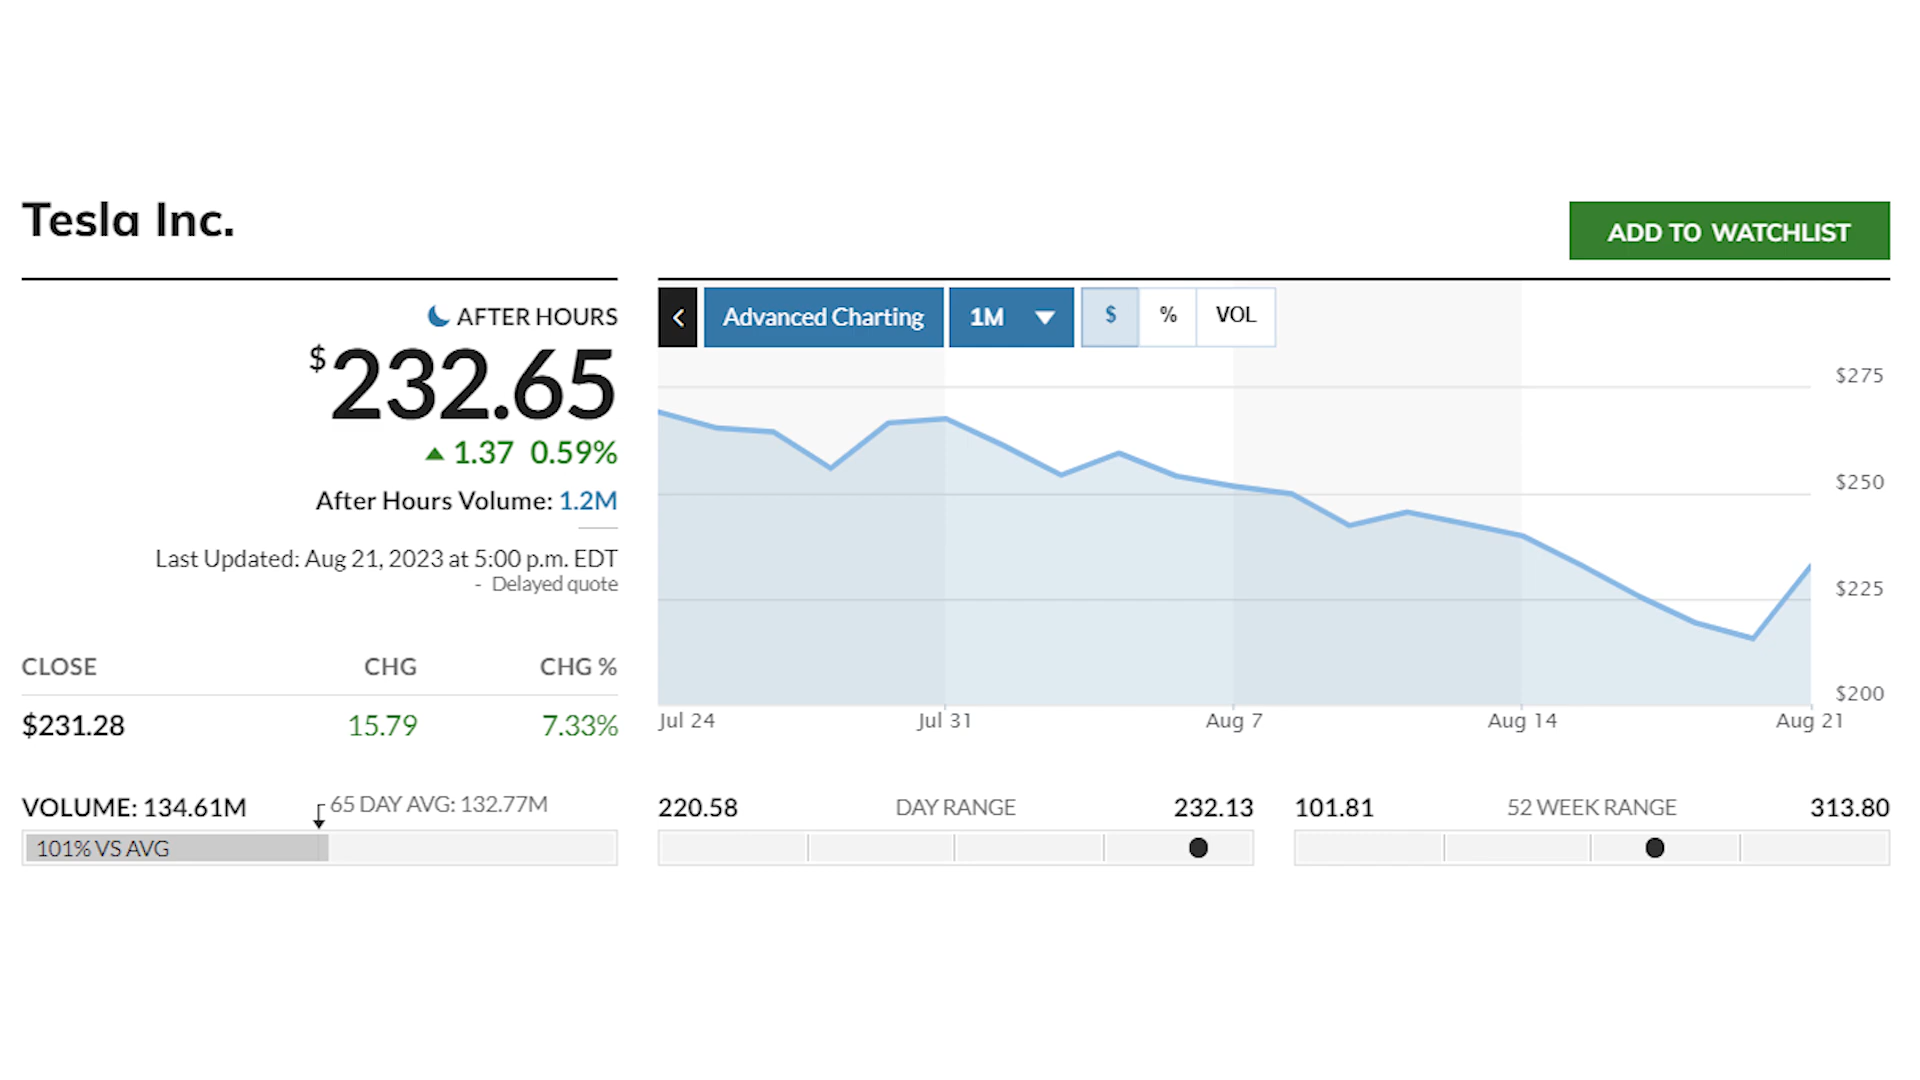 Tesla Inc.
ADD TO WATCHLIST
AFTER HOURS
$232.65
1.37 0.59%
After Hours Volume: 1.2M
Last Updated: Aug 21, 2023 at 5:00 p.m. EDT
- Delayed quote
CLOSE CHG CHG %
$231.28 15.79 7.33%
VOLUME: 134.61M 65 DAY AVG: 132.77M
101% VS AVG
Advanced Charting 1M $ % VOL
$275
$250
$225
$200
Jul 24 Jul 31 Aug 7 Aug 14 Aug 21
220.58 DAY RANGE 232.13
101.81 52 WEEK RANGE 313.80